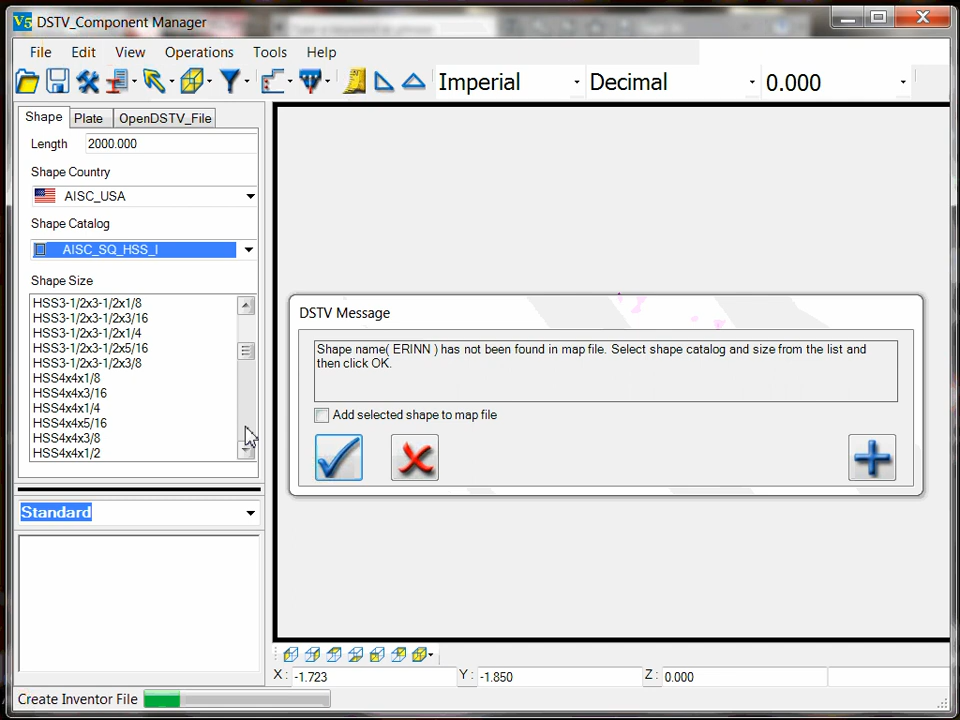 V5 DSTV_Component Manager
File Edit View Operations Tools Help
Imperial Decimal 0.000
Shape Plate OpenDSTV_File
Length 2000.000
Shape Country
AISC_USA
Shape Catalog
AISC_SQ_HSS_I
Shape Size
HSS3-1/2x3-1/2x1/8
HSS3-1/2x3-1/2x3/16
HSS3-1/2x3-1/2x1/4
HSS3-1/2x3-1/2x5/16
HSS3-1/2x3-1/2x3/8
HSS4x4x1/8
HSS4x4x3/16
HSS4x4x1/4
HSS4x4x5/16
HSS4x4x3/8
HSS4x4x1/2
DSTV Message
Shape name( ERINN ) has not been found in map file. Select shape catalog and size from the list and
then click OK.
Add selected shape to map file
Standard
X: -1.723 Y: -1.850 Z: 0.000
Create Inventor File